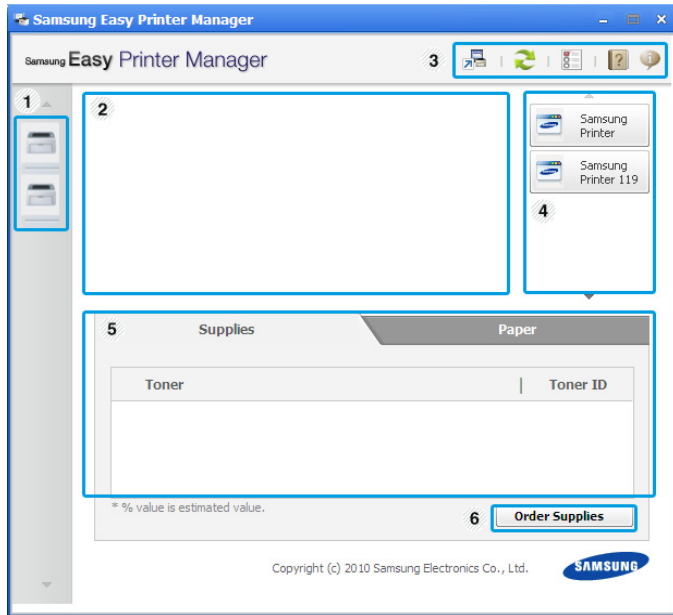 Samsung Easy Printer Manager
Samsung Easy Printer Manager
3
?
i
1
2
Samsung
Printer
Samsung
Printer 119
4
5
Supplies
Paper
Toner
Toner ID
* % value is estimated value.
6
Order Supplies
Copyright (c) 2010 Samsung Electronics Co., Ltd.
SAMSUNG